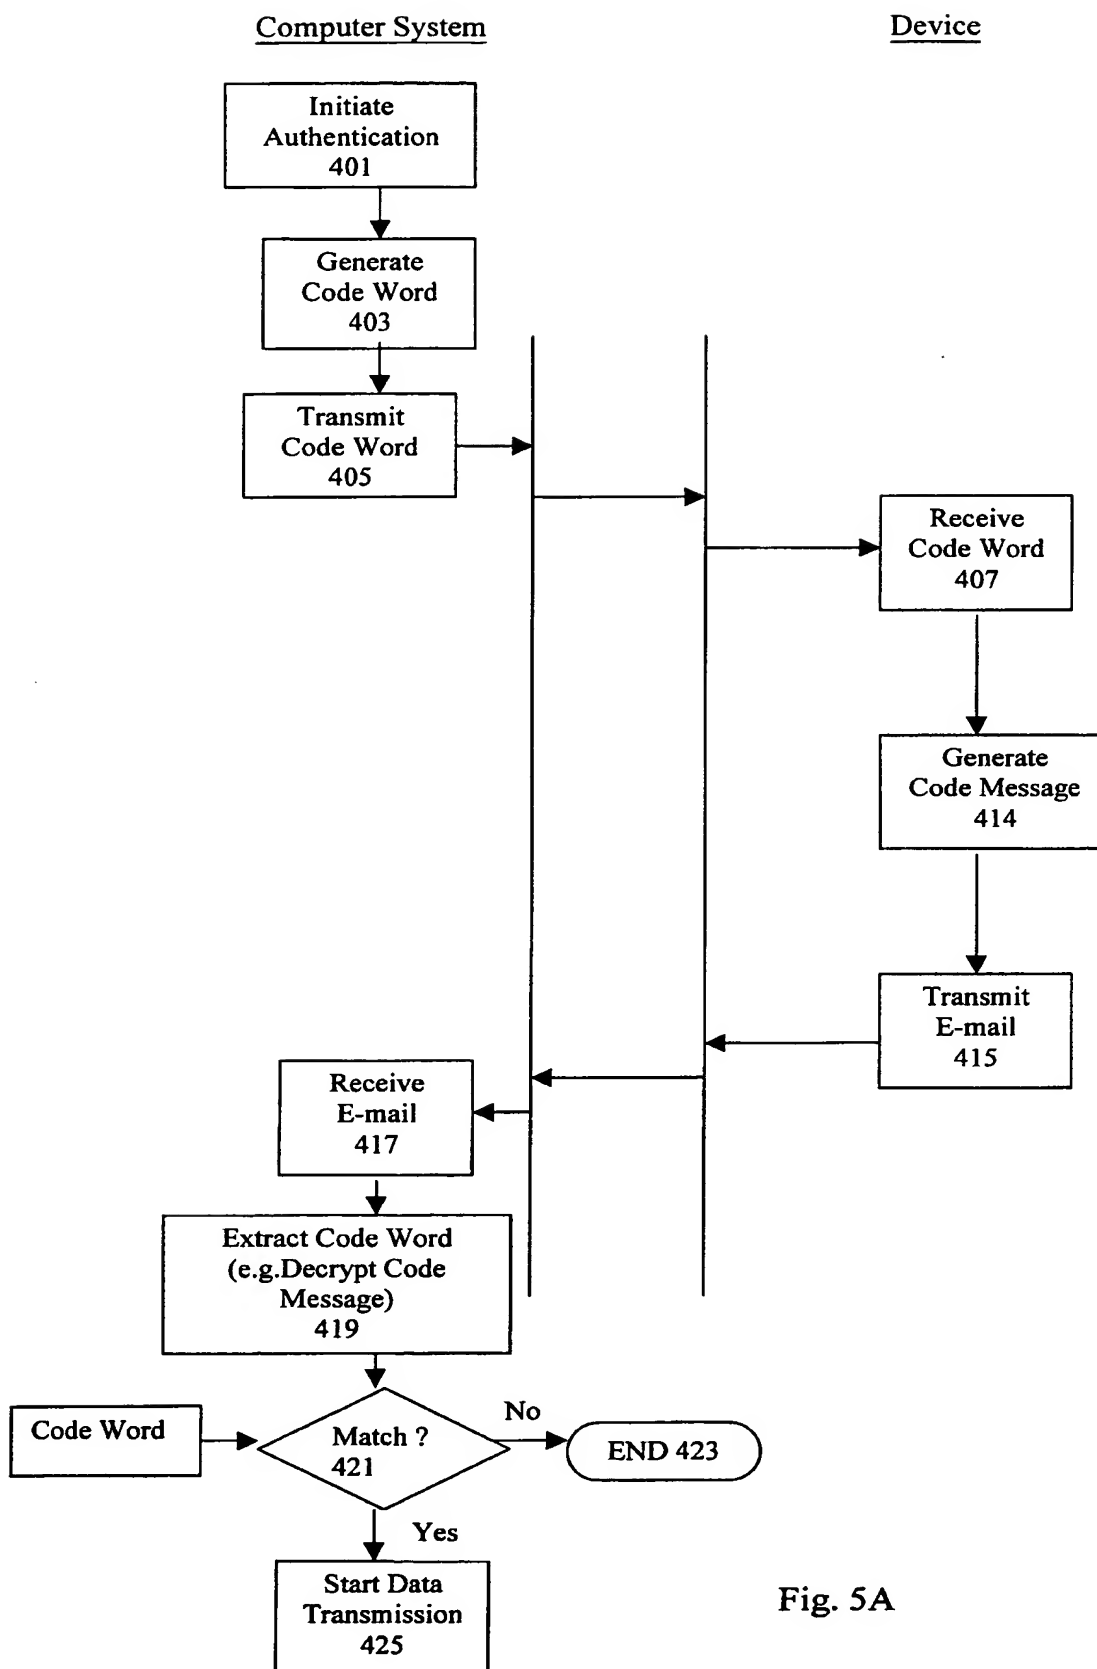 Computer System
Device
Initiate
Authentication
401
Generate
Code Word
403
Transmit
Code Word
405
Receive
Code Word
407
Generate
Code Message
414
Transmit
E-mail
415
Receive
E-mail
417
Extract Code Word
(e.g.Decrypt Code
Message)
419
Code Word
Match ?
421
No
END 423
Yes
Start Data
Transmission
425
Fig. 5A